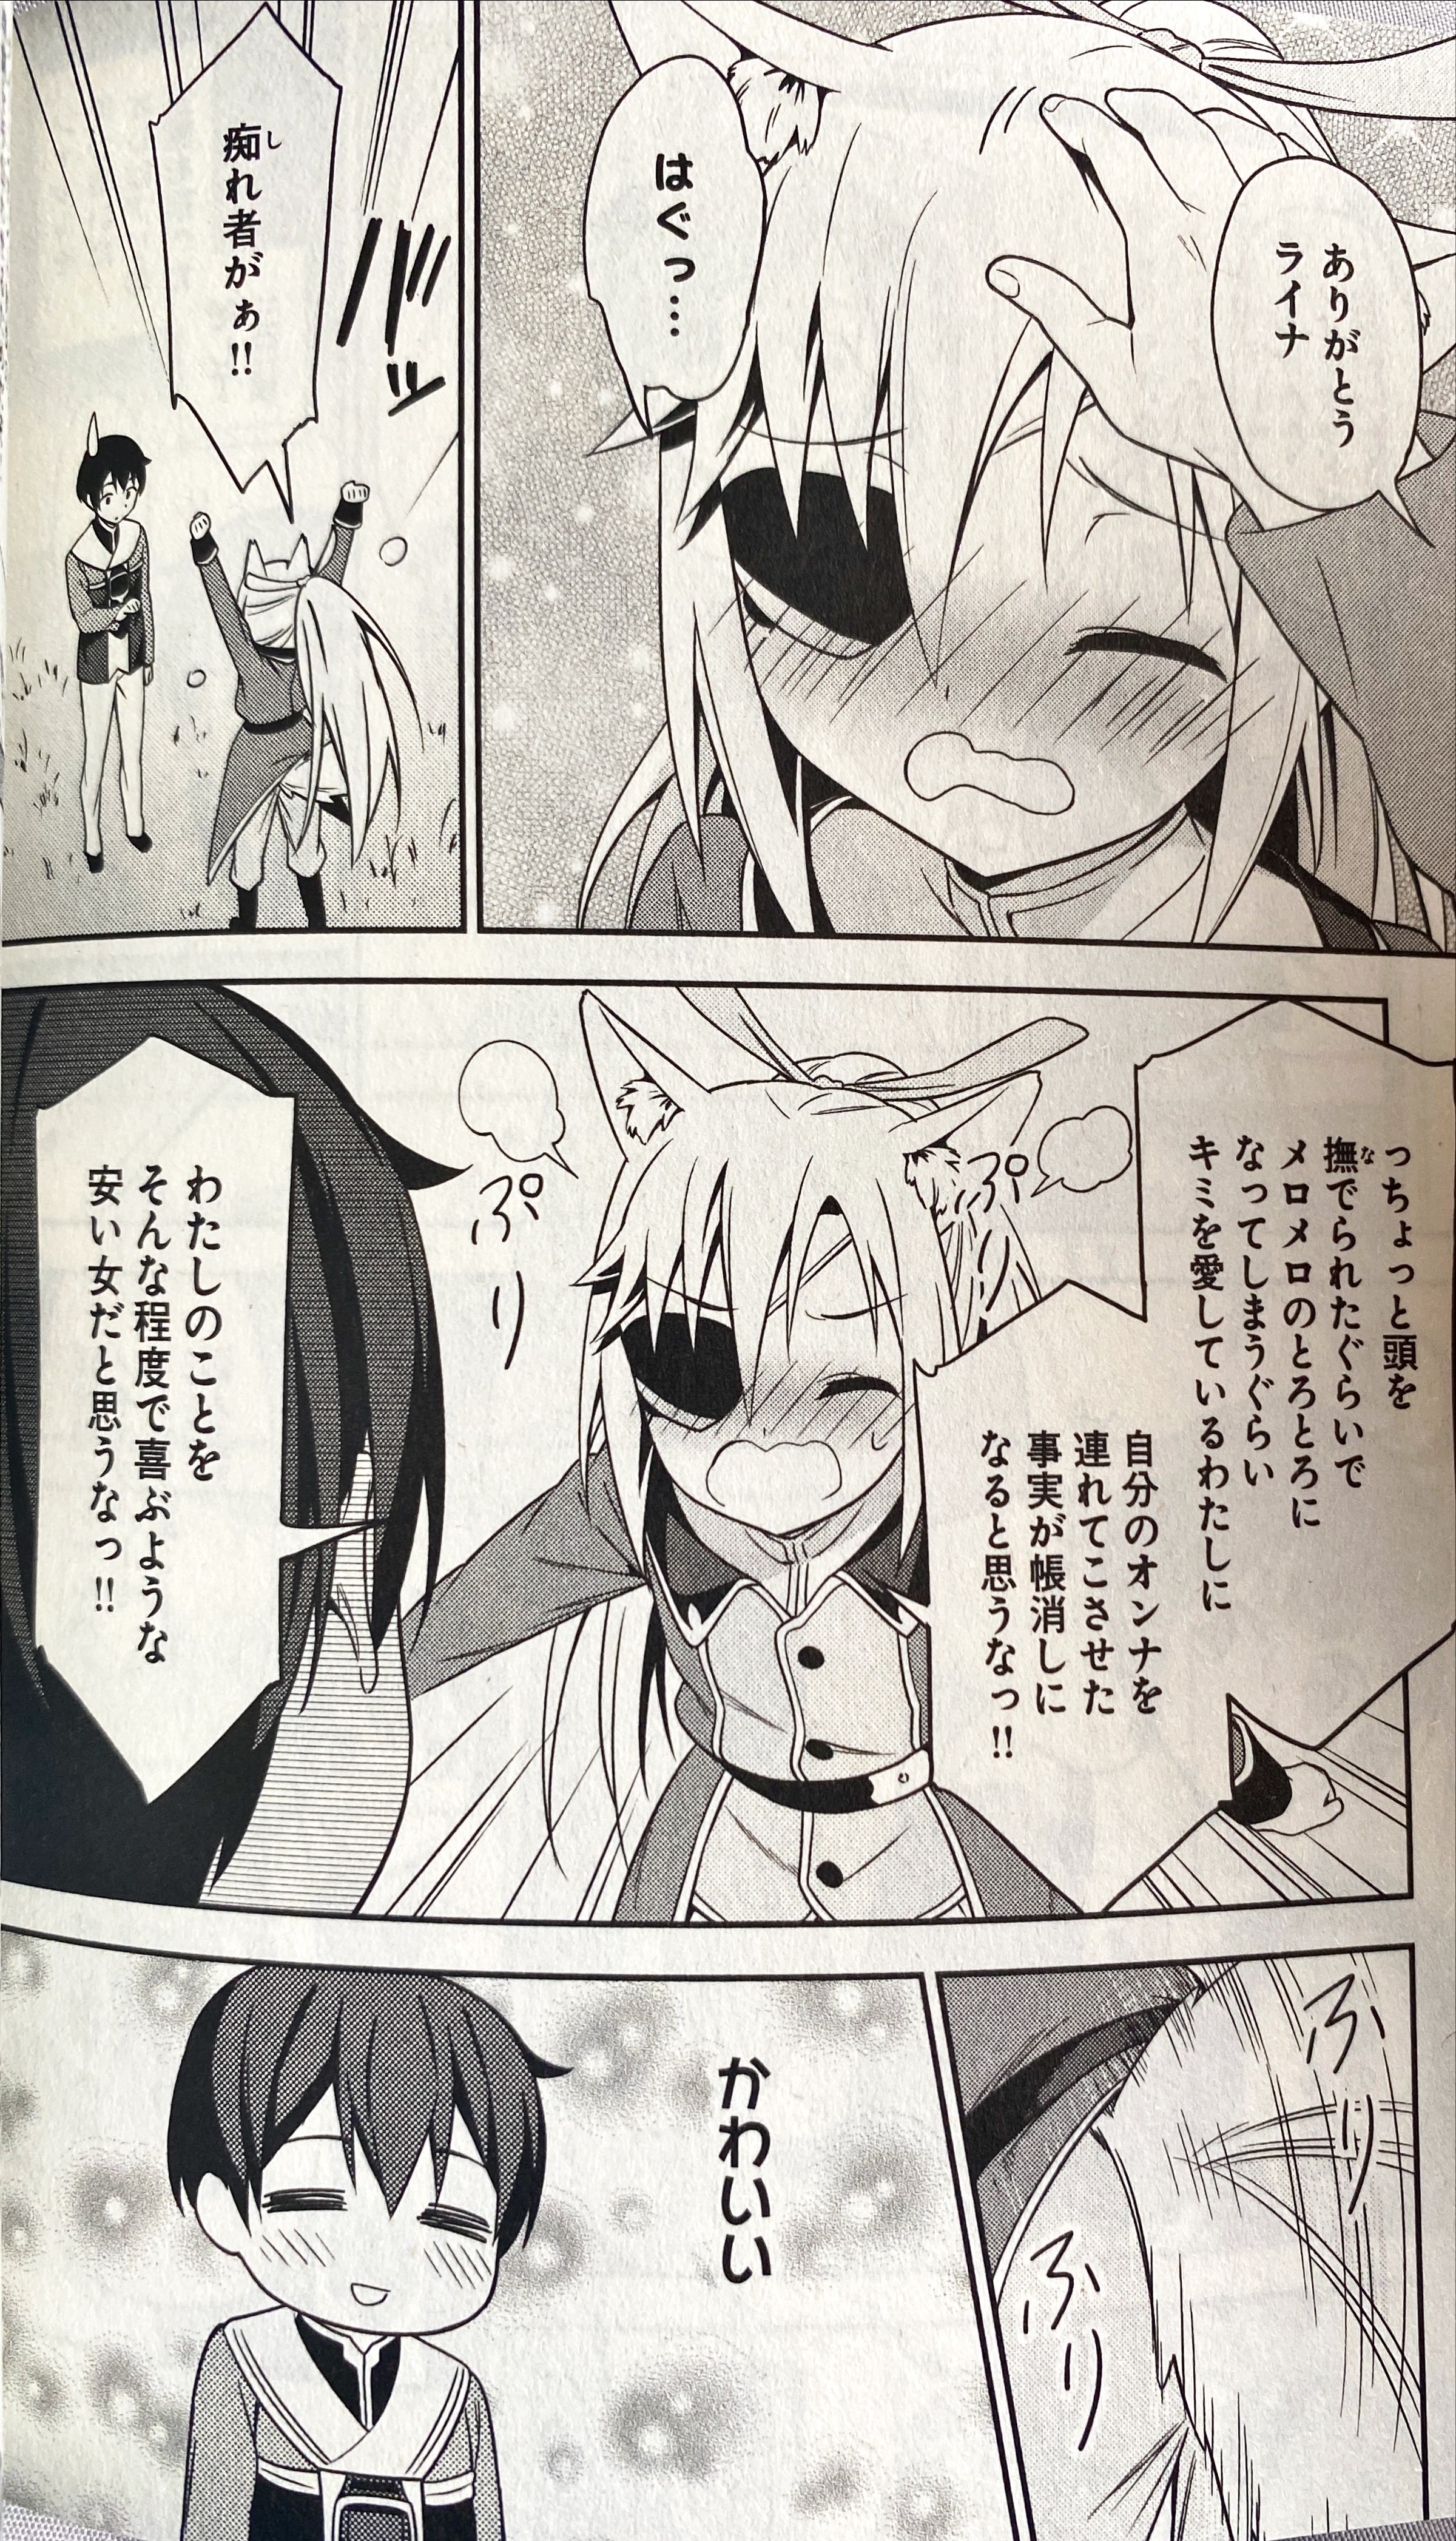 ありがとう
ライナ
はぐっ…
痴れ者がぁ!!
し
ッ
っちょっと頭を
撫でられたぐらいで
な
メロメロのとろとろに
なってしまうぐらい
キミを愛しているわたしに
自分のオンナを
連れてこさせた
事実が帳消しに
なると思うなっ!!
ぷり
ぷり
わたしのことを
そんな程度で喜ぶような
安い女だと思うなっ!!
ふり
ふり
かわいい